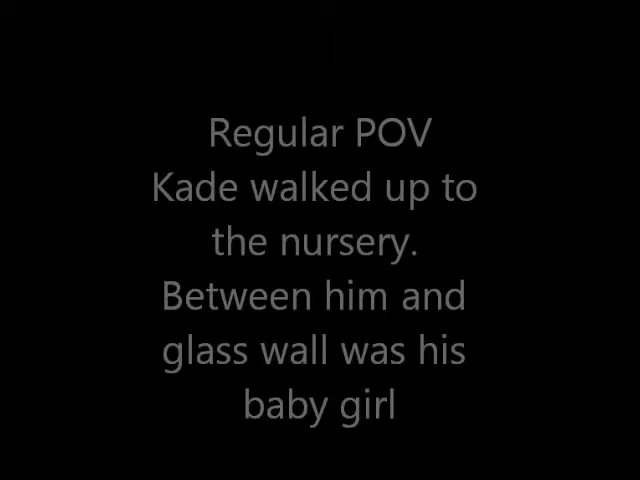 Regular POV
Kade walked up to
the nursery.
Between him and
glass wall was his
baby girl